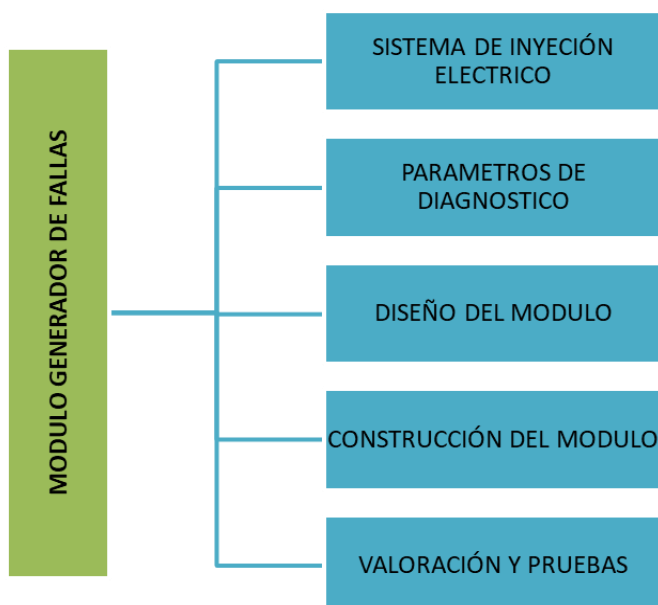 MODULO GENERADOR DE FALLAS
SISTEMA DE INYECIÓN
ELECTRICO
PARAMETROS DE
DIAGNOSTICO
DISEÑO DEL MODULO
CONSTRUCCIÓN DEL MODULO
VALORACIÓN Y PRUEBAS